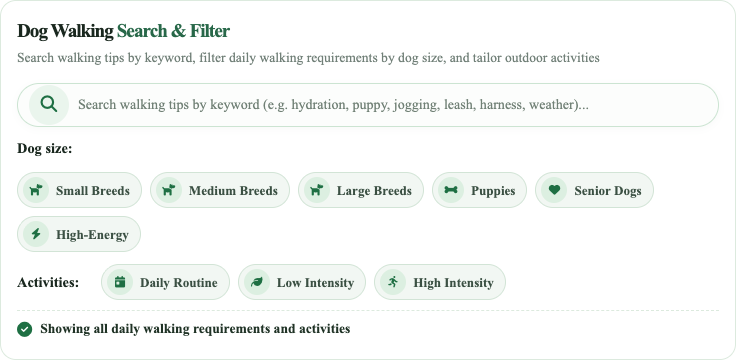 Dog Walking Search & Filter
Search walking tips by keyword, filter daily walking requirements by dog size, and tailor outdoor activities
Search walking tips by keyword (e.g. hydration, puppy, jogging, leash, harness, weather)...
Dog size:
Small Breeds Medium Breeds Large Breeds Puppies Senior Dogs
High-Energy
Activities: Daily Routine Low Intensity High Intensity
Showing all daily walking requirements and activities